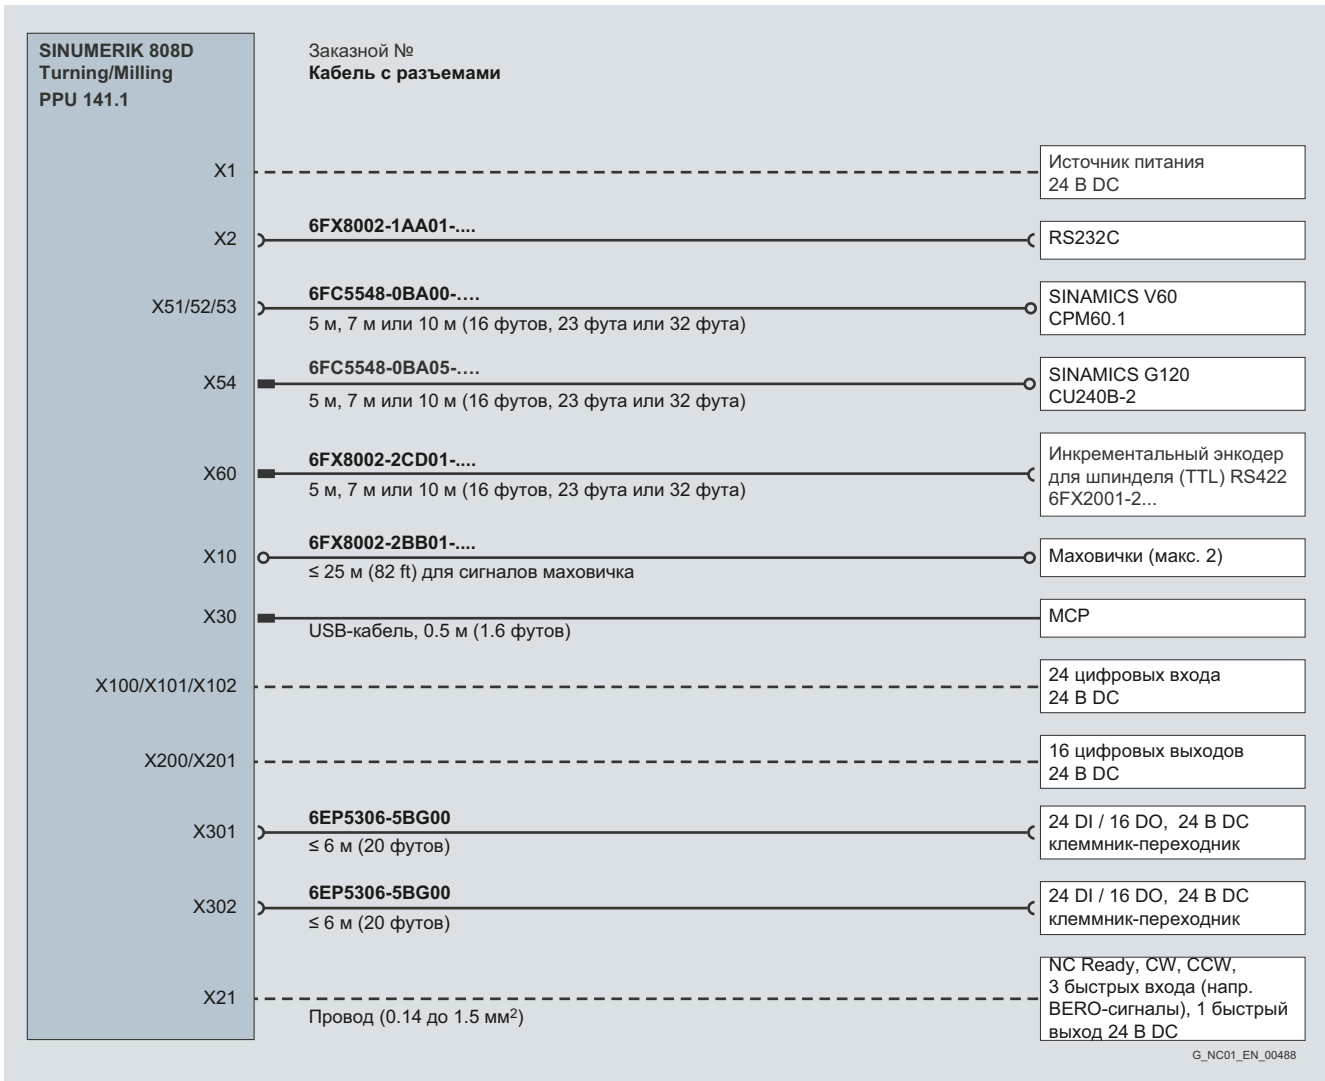 SINUMERIK 808D
Turning/Milling
PPU 141.1
Заказной №
Кабель с разъемами
X1
Источник питания
24 В DC
X2
6FX8002-1AA01-....
RS232C
X51/52/53
6FC5548-0BA00-....
5 м, 7 м или 10 м (16 футов, 23 фута или 32 фута)
SINAMICS V60
CPM60.1
X54
6FC5548-0BA05-....
5 м, 7 м или 10 м (16 футов, 23 фута или 32 фута)
SINAMICS G120
CU240B-2
X60
6FX8002-2CD01-....
5 м, 7 м или 10 м (16 футов, 23 фута или 32 фута)
Инкрементальный энкодер
для шпинделя (TTL) RS422
6FX2001-2...
X10
6FX8002-2BB01-....
≤ 25 м (82 ft) для сигналов маховичка
Маховички (макс. 2)
X30
USB-кабель, 0.5 м (1.6 футов)
MCP
X100/X101/X102
24 цифровых входа
24 В DC
X200/X201
16 цифровых выходов
24 В DC
X301
6EP5306-5BG00
≤ 6 м (20 футов)
24 DI / 16 DO, 24 В DC
клеммник-переходник
X302
6EP5306-5BG00
≤ 6 м (20 футов)
24 DI / 16 DO, 24 В DC
клеммник-переходник
X21
Провод (0.14 до 1.5 мм²)
NC Ready, CW, CCW,
3 быстрых входа (напр.
BERO-сигналы), 1 быстрый
выход 24 В DC
G_NC01_EN_00488